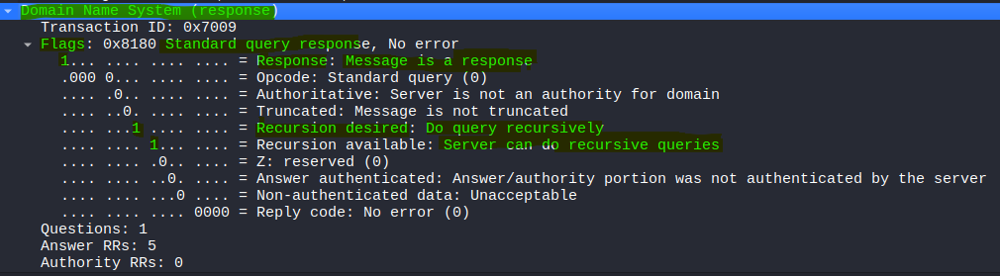 Domain Name System (response)
Transaction ID: 0x7009
Flags: 0x8180 Standard query response, No error
1... .... .... .... = Response: Message is a response
.000 0... .... .... = Opcode: Standard query (0)
.... .0.. .... .... = Authoritative: Server is not an authority for domain
.... ..0. .... .... = Truncated: Message is not truncated
.... ...1 .... .... = Recursion desired: Do query recursively
.... .... 1... .... = Recursion available: Server can do recursive queries
.... .... .0.. .... = Z: reserved (0)
.... .... ..0. .... = Answer authenticated: Answer/authority portion was not authenticated by the server
.... .... ...0 .... = Non-authenticated data: Unacceptable
.... .... .... 0000 = Reply code: No error (0)
Questions: 1
Answer RRs: 5
Authority RRs: 0